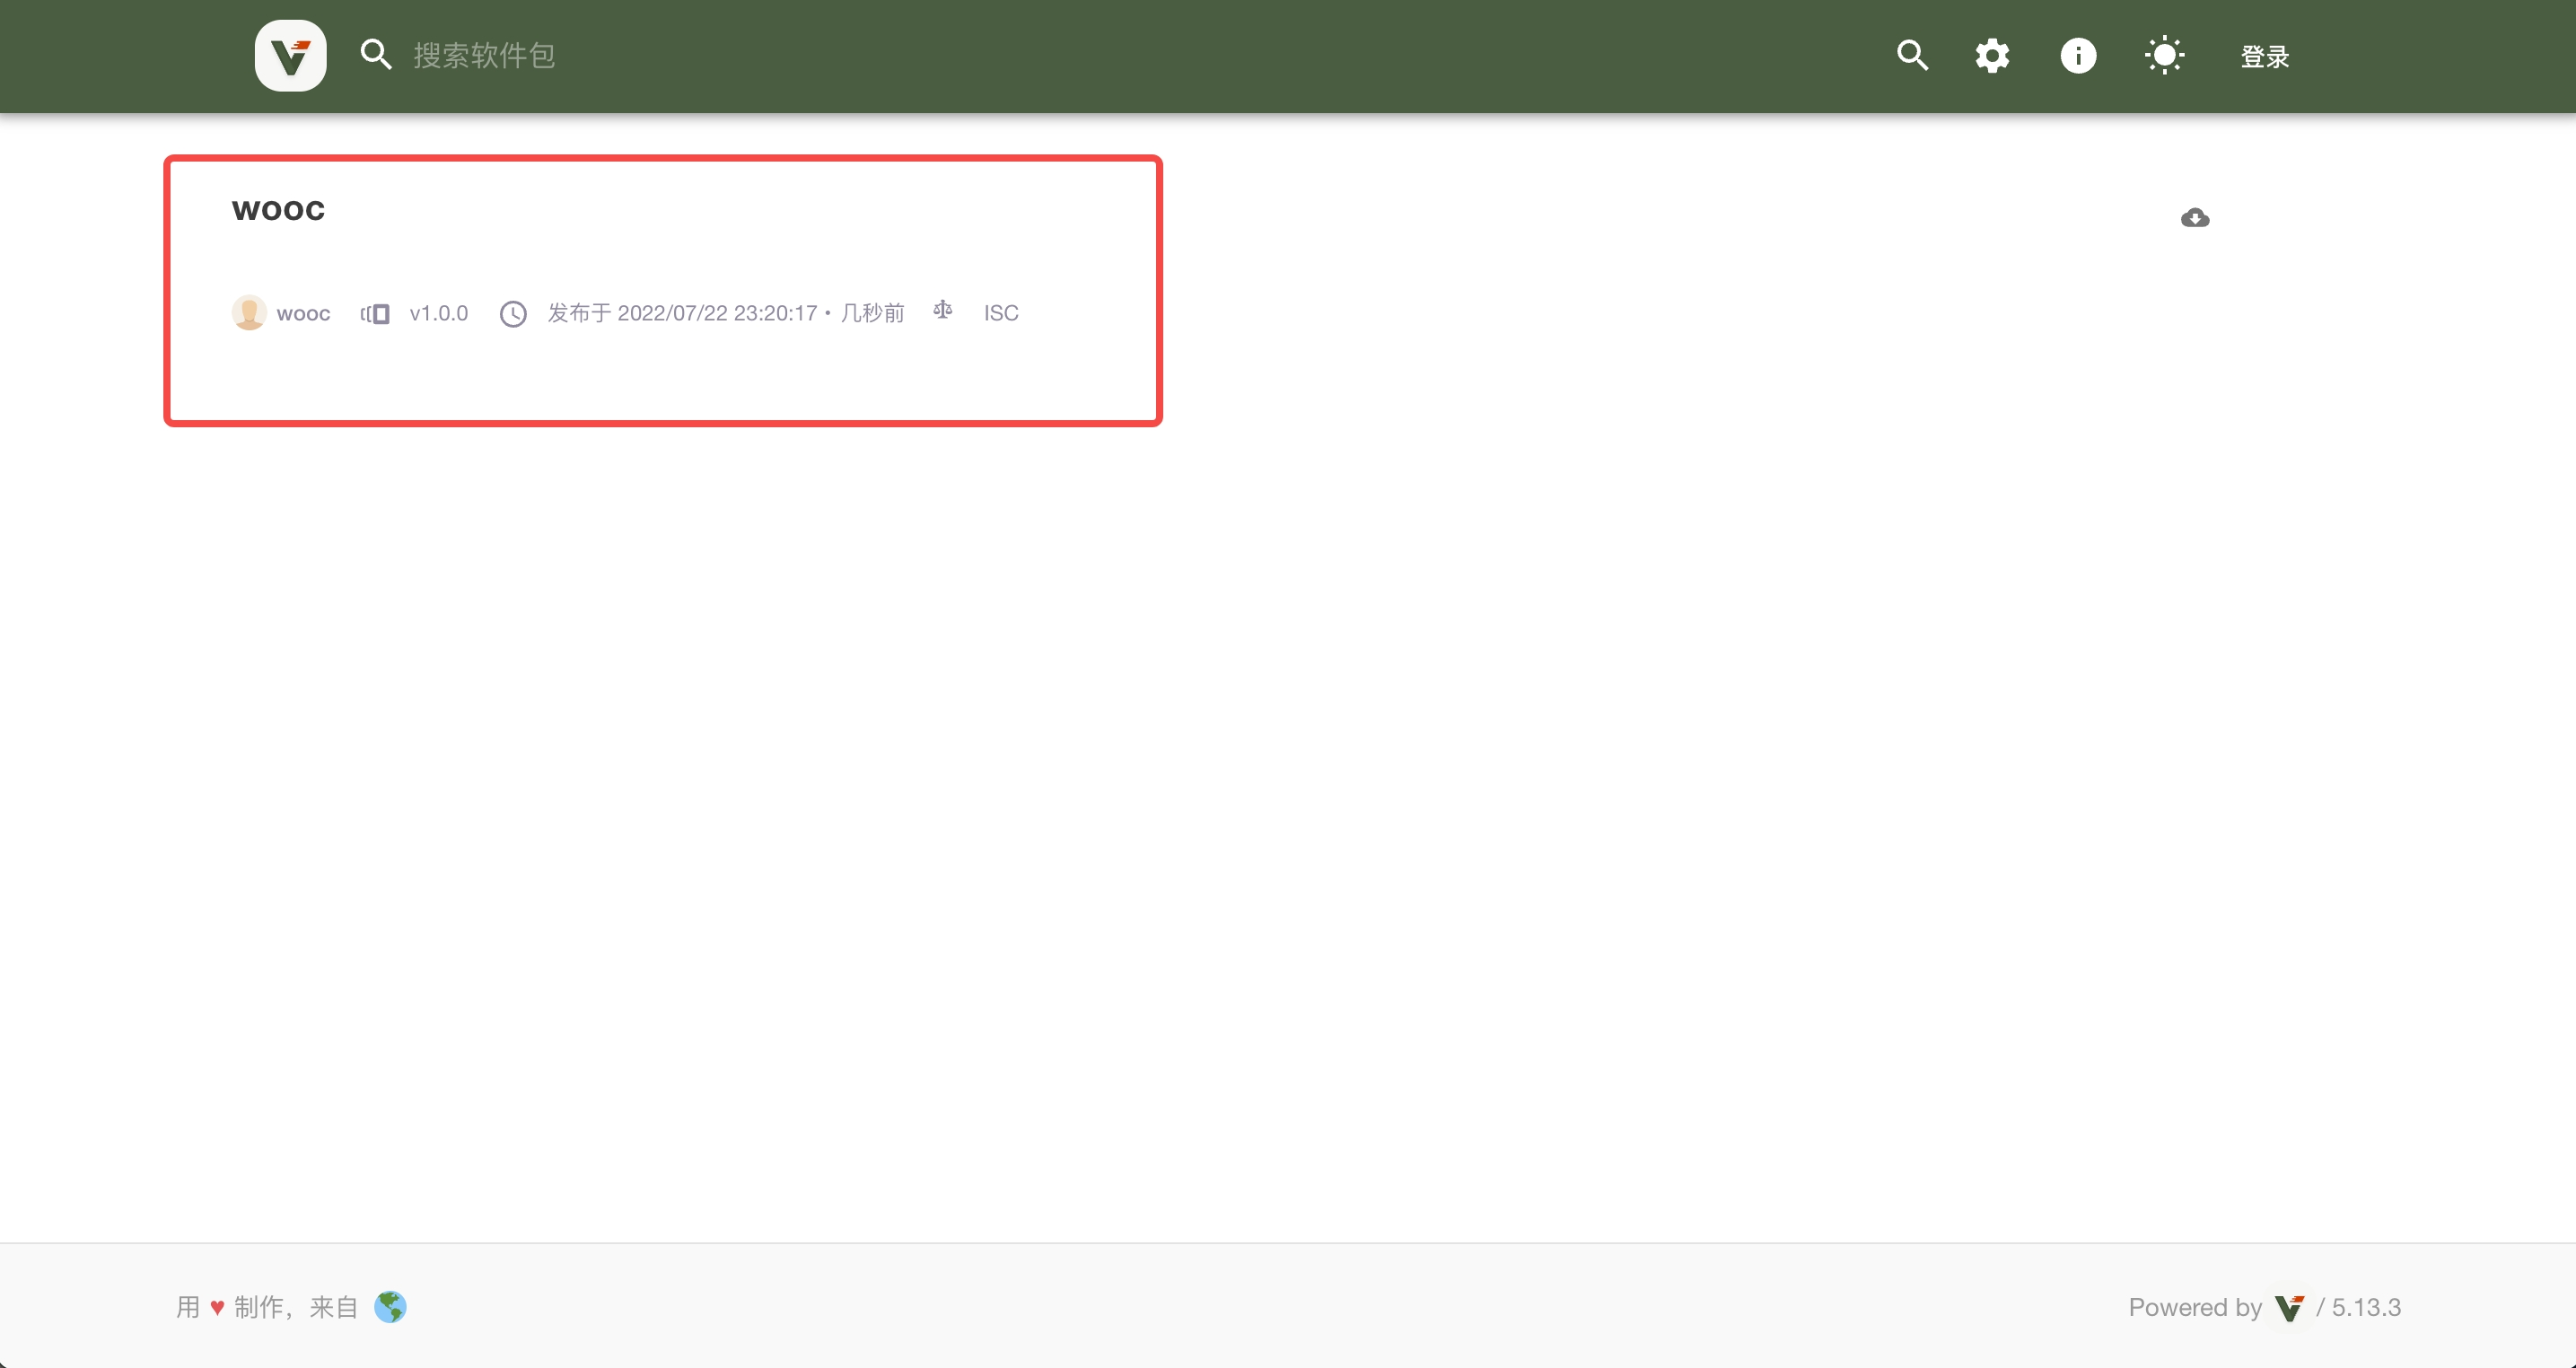 搜索软件包
登录
wooc
wooc v1.0.0 发布于 2022/07/22 23:20:17 • 几秒前 ISC
用 ♥ 制作，来自
Powered by / 5.13.3